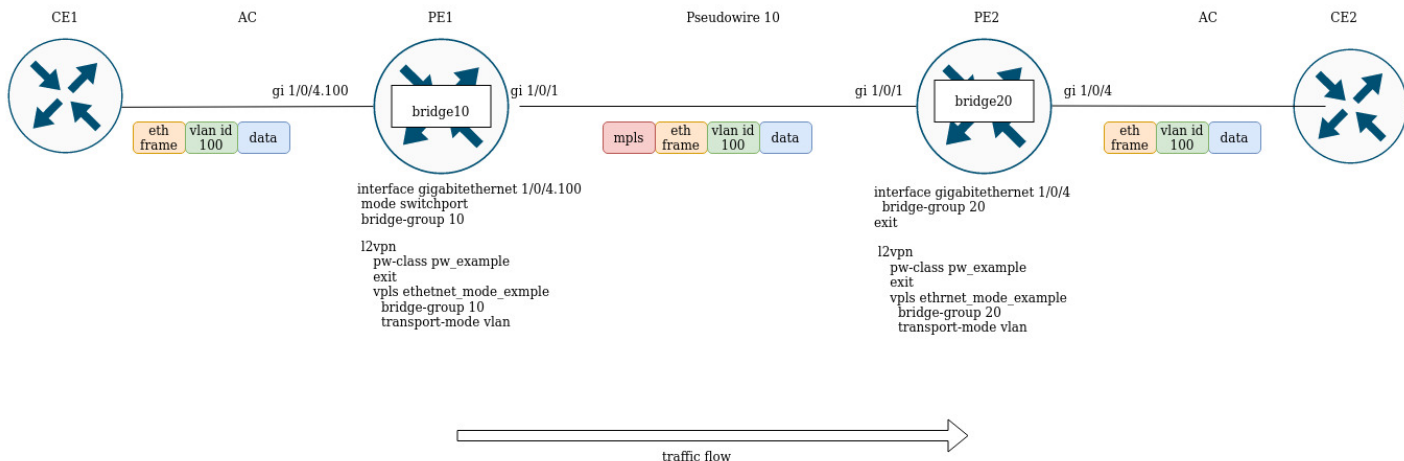 CE1
AC
PE1
Pseudowire 10
PE2
AC
CE2
gi 1/0/4.100
bridge10
gi 1/0/1
gi 1/0/1
bridge20
gi 1/0/4
eth
frame
vlan id
100
data
mpls
eth
frame
vlan id
100
data
eth
frame
vlan id
100
data
interface gigabitethernet 1/0/4.100
mode switchport
bridge-group 10
l2vpn
pw-class pw_example
exit
vpls ethetnet_mode_exmple
bridge-group 10
transport-mode vlan
interface gigabitethernet 1/0/4
bridge-group 20
exit
l2vpn
pw-class pw_example
exit
vpls ethrnet_mode_example
bridge-group 20
transport-mode vlan
traffic flow